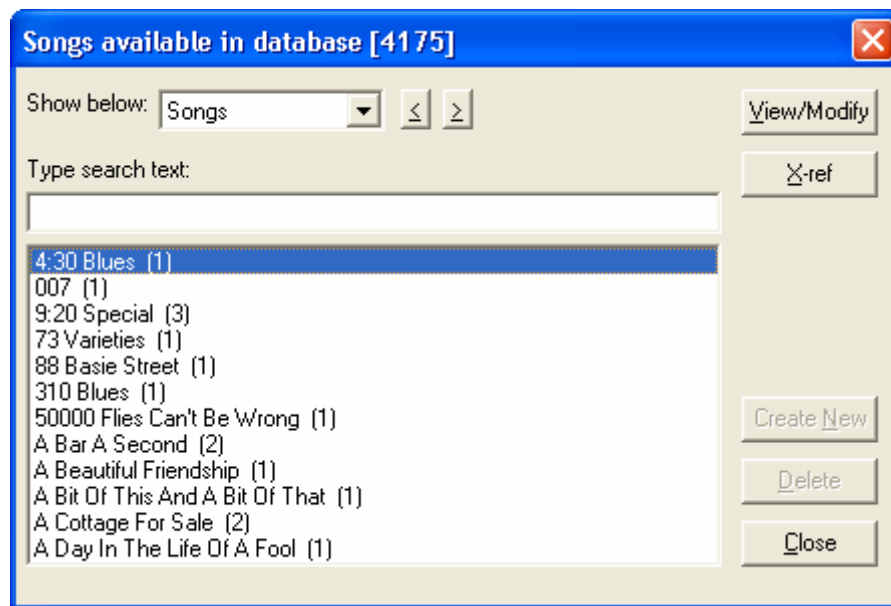 Songs available in database [4175]
Show below: Songs < > View/Modify
Type search text: X-ref
4:30 Blues (1)
007 (1)
9:20 Special (3)
73 Varieties (1)
88 Basie Street (1)
310 Blues (1)
50000 Flies Can't Be Wrong (1)
A Bar A Second (2)
A Beautiful Friendship (1)
A Bit Of This And A Bit Of That (1)
A Cottage For Sale (2)
A Day In The Life Of A Fool (1)
Create New
Delete
Close